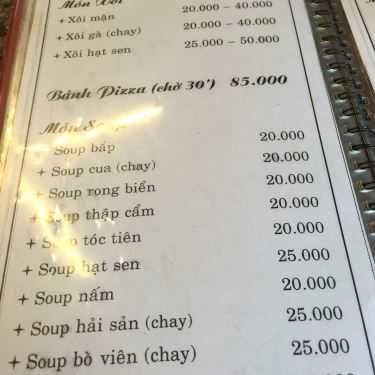 Món Xôi
+ Xôi mặn 20.000 – 40.000
+ Xôi gà (chay) 20.000 – 40.000
+ Xôi hạt sen 25.000 – 50.000
Bánh Pizza (chờ 30') 85.000
Món
Soup bắp 20.000
+ Soup cua (chay) 20.000
+ Soup rong biển 20.000
+ Soup thập cẩm 20.000
+ Soup tóc tiên 20.000
+ Soup hạt sen 25.000
+ Soup nấm 20.000
+ Soup hải sản (chay) 25.000
+ Soup bò viên (chay) 25.000